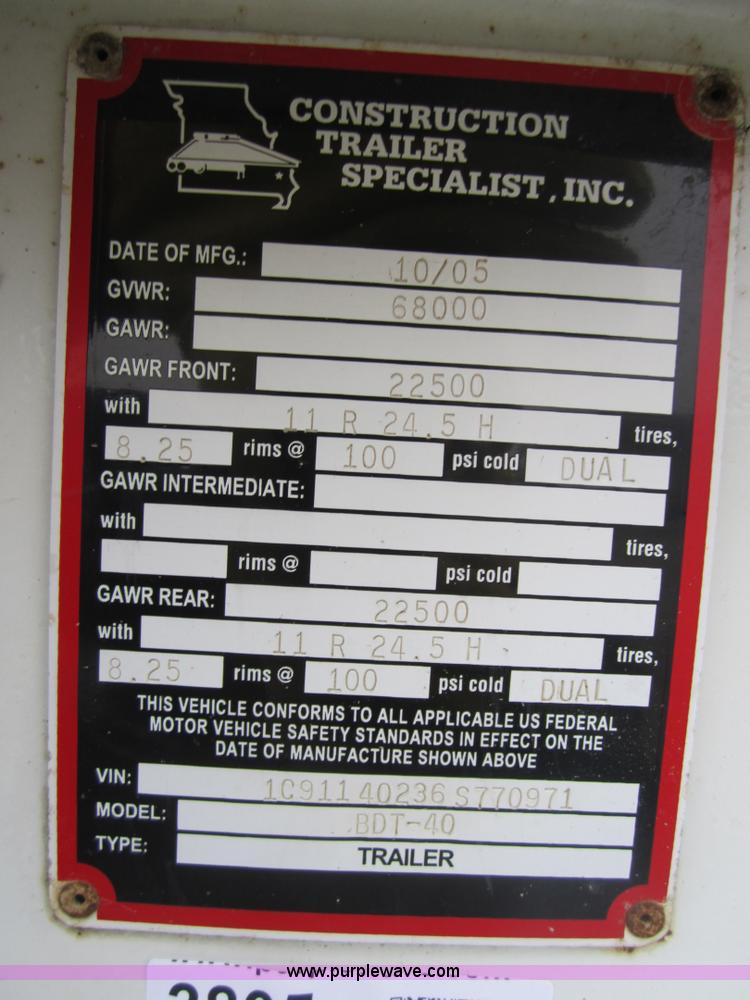 CONSTRUCTION
TRAILER
SPECIALIST, INC.
DATE OF MFG.: 10/05
GVWR: 68000
GAWR:
GAWR FRONT: 22500
with 11 R 24.5 H tires,
8.25 rims @ 100 psi cold DUAL
GAWR INTERMEDIATE:
with tires,
rims @ psi cold
GAWR REAR: 22500
with 11 R 24.5 H tires,
8.25 rims @ 100 psi cold DUAL
THIS VEHICLE CONFORMS TO ALL APPLICABLE US FEDERAL
MOTOR VEHICLE SAFETY STANDARDS IN EFFECT ON THE
DATE OF MANUFACTURE SHOWN ABOVE
VIN: 1C91140236S770971
MODEL: BDT-40
TYPE: TRAILER
www.purplewave.com